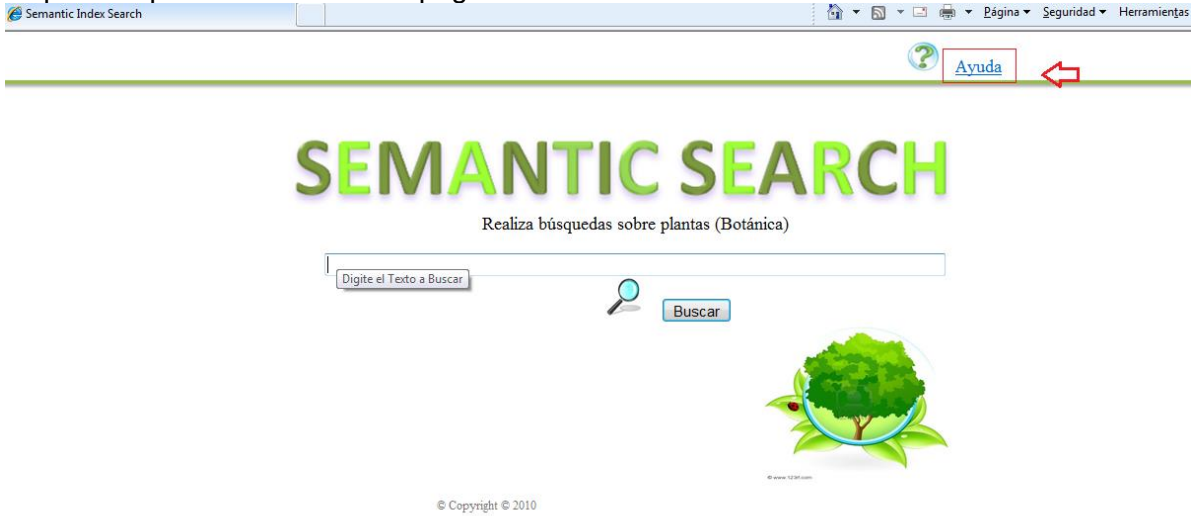 Semantic Index Search
Página Seguridad Herramientas
Ayuda
SEMANTIC SEARCH
Realiza búsquedas sobre plantas (Botánica)
Digite el Texto a Buscar
Buscar
© Copyright © 2010